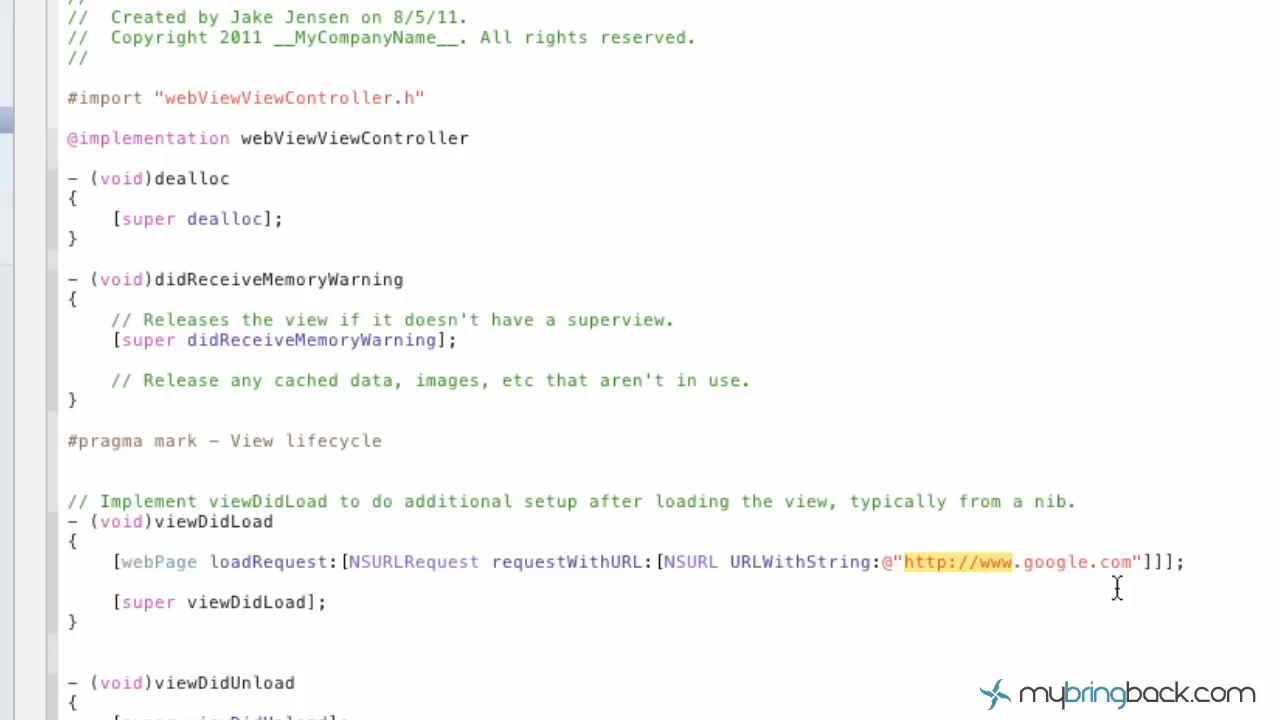 //
//  Created by Jake Jensen on 8/5/11.
//  Copyright 2011 __MyCompanyName__. All rights reserved.
//
#import "webViewViewController.h"
@implementation webViewViewController
- (void)dealloc
{
[super dealloc];
}
- (void)didReceiveMemoryWarning
{
// Releases the view if it doesn't have a superview.
[super didReceiveMemoryWarning];
// Release any cached data, images, etc that aren't in use.
}
#pragma mark - View lifecycle
// Implement viewDidLoad to do additional setup after loading the view, typically from a nib.
- (void)viewDidLoad
{
[webPage loadRequest:[NSURLRequest requestWithURL:[NSURL URLWithString:@"http://www.google.com"]]];
[super viewDidLoad];
}
- (void)viewDidUnload
{
[super viewDidUnload];
mybringback.com